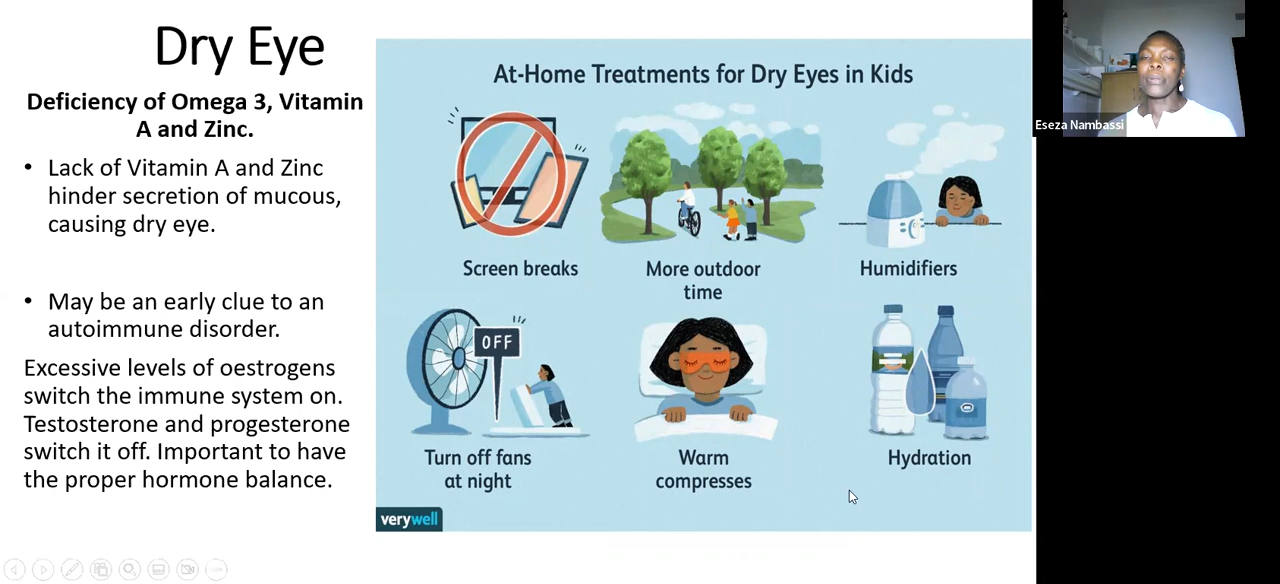 Dry Eye
Deficiency of Omega 3, Vitamin
A and Zinc.
• Lack of Vitamin A and Zinc
hinder secretion of mucous,
causing dry eye.
• May be an early clue to an
autoimmune disorder.
Excessive levels of oestrogens
switch the immune system on.
Testosterone and progesterone
switch it off. Important to have
the proper hormone balance.
At-Home Treatments for Dry Eyes in Kids
Screen breaks
More outdoor
time
Humidifiers
OFF
Turn off fans
at night
Warm
compresses
Hydration
verywell
Eseza Nambassi